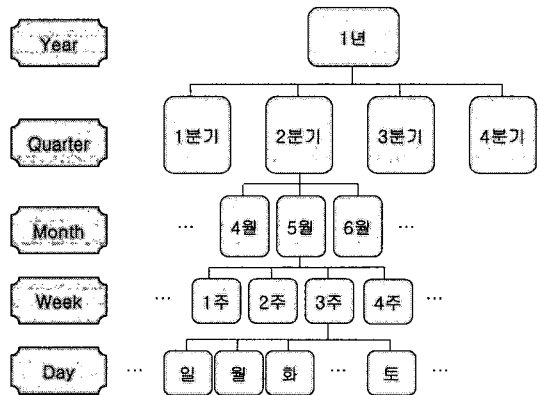 Year 1년
Quarter 1분기 2분기 3분기 4분기
Month ... 4월 5월 6월 ...
Week ... 1주 2주 3주 4주 ...
Day ... 일 월 화 ... 토 ...